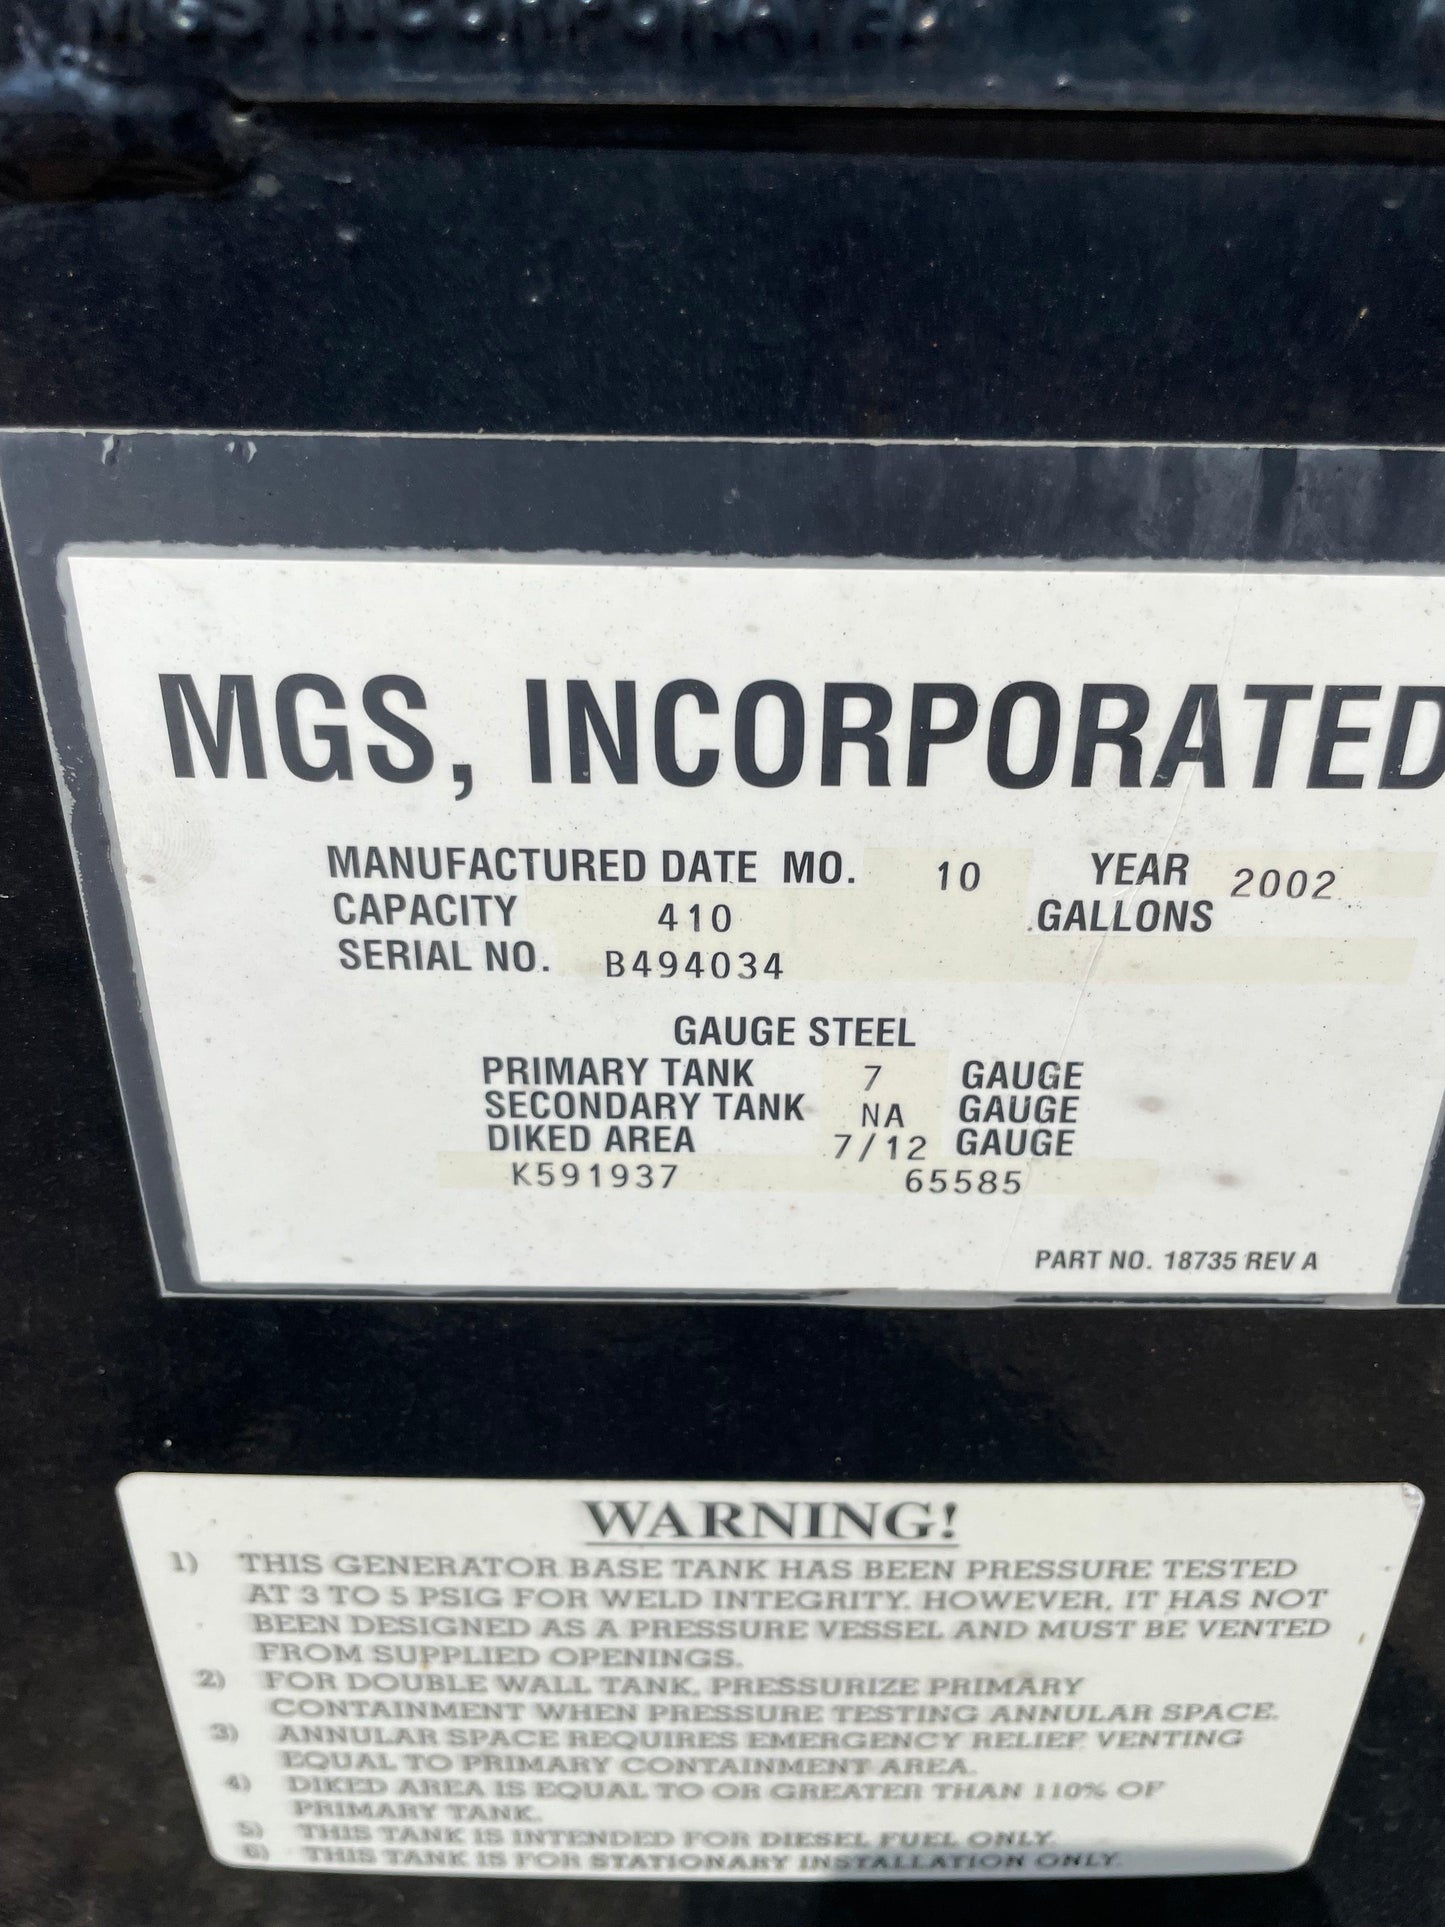 MGS INCORPORATED
MGS, INCORPORATED
MANUFACTURED DATE MO. 10 YEAR 2002
CAPACITY 410 GALLONS
SERIAL NO. B494034
GAUGE STEEL
PRIMARY TANK 7 GAUGE
SECONDARY TANK NA GAUGE
DIKED AREA 7/12 GAUGE
K591937 65585
PART NO. 18735 REV A
WARNING!
1) THIS GENERATOR BASE TANK HAS BEEN PRESSURE TESTED
AT 3 TO 5 PSIG FOR WELD INTEGRITY. HOWEVER, IT HAS NOT
BEEN DESIGNED AS A PRESSURE VESSEL AND MUST BE VENTED
FROM SUPPLIED OPENINGS.
2) FOR DOUBLE WALL TANK, PRESSURIZE PRIMARY
CONTAINMENT WHEN PRESSURE TESTING ANNULAR SPACE.
3) ANNULAR SPACE REQUIRES EMERGENCY RELIEF VENTING
EQUAL TO PRIMARY CONTAINMENT AREA.
4) DIKED AREA IS EQUAL TO OR GREATER THAN 110% OF
PRIMARY TANK.
5) THIS TANK IS INTENDED FOR DIESEL FUEL ONLY.
6) THIS TANK IS FOR STATIONARY INSTALLATION ONLY.